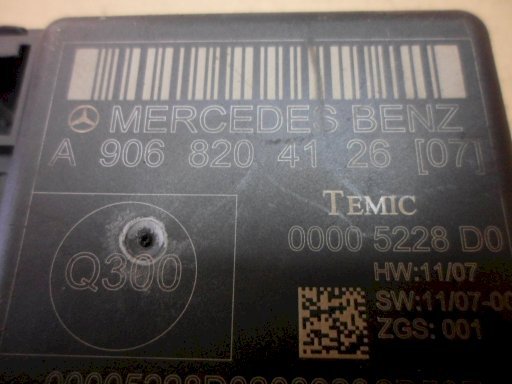 MERCEDES BENZ
A 906 820 41 26 [07]
TEMIC
0000 5228 D0
Q300
HW:11/07
SW:11/07-00
ZGS: 001